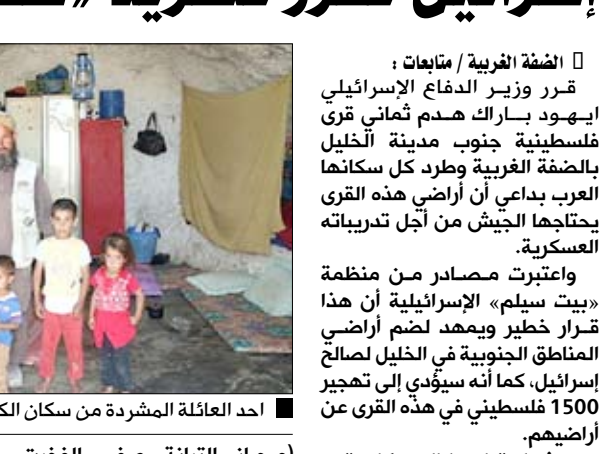 الضفة الغربية / متابعات :
قرر وزير الدفاع الإسرائيلي
ايهود باراك هدم ثماني قرى
فلسطينية جنوب مدينة الخليل
بالضفة الغربية وطرد كل سكانها
العرب بداعي أن أراضي هذه القرى
يحتاجها الجيش من أجل تدريباته
العسكرية.
واعتبرت مصادر من منظمة
«بيت سيلم» الإسرائيلية أن هذا
قرار خطير ويمهد لضم أراضي
المناطق الجنوبية في الخليل لصالح
إسرائيل، كما أنه سيؤدي إلى تهجير
1500 فلسطيني في هذه القرى عن
أراضيهم.
احد العائلة المشردة من سكان